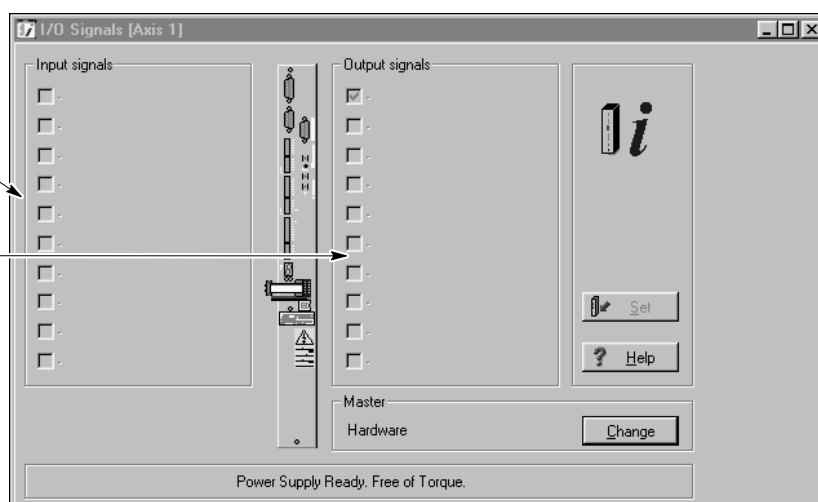 I/O Signals [Axis 1]
Input signals
-
-
-
-
-
-
-
-
-
-
Output signals
-
-
-
-
-
-
-
-
-
-
i
Set
Help
Master
Hardware
Change
Power Supply Ready. Free of Torque.